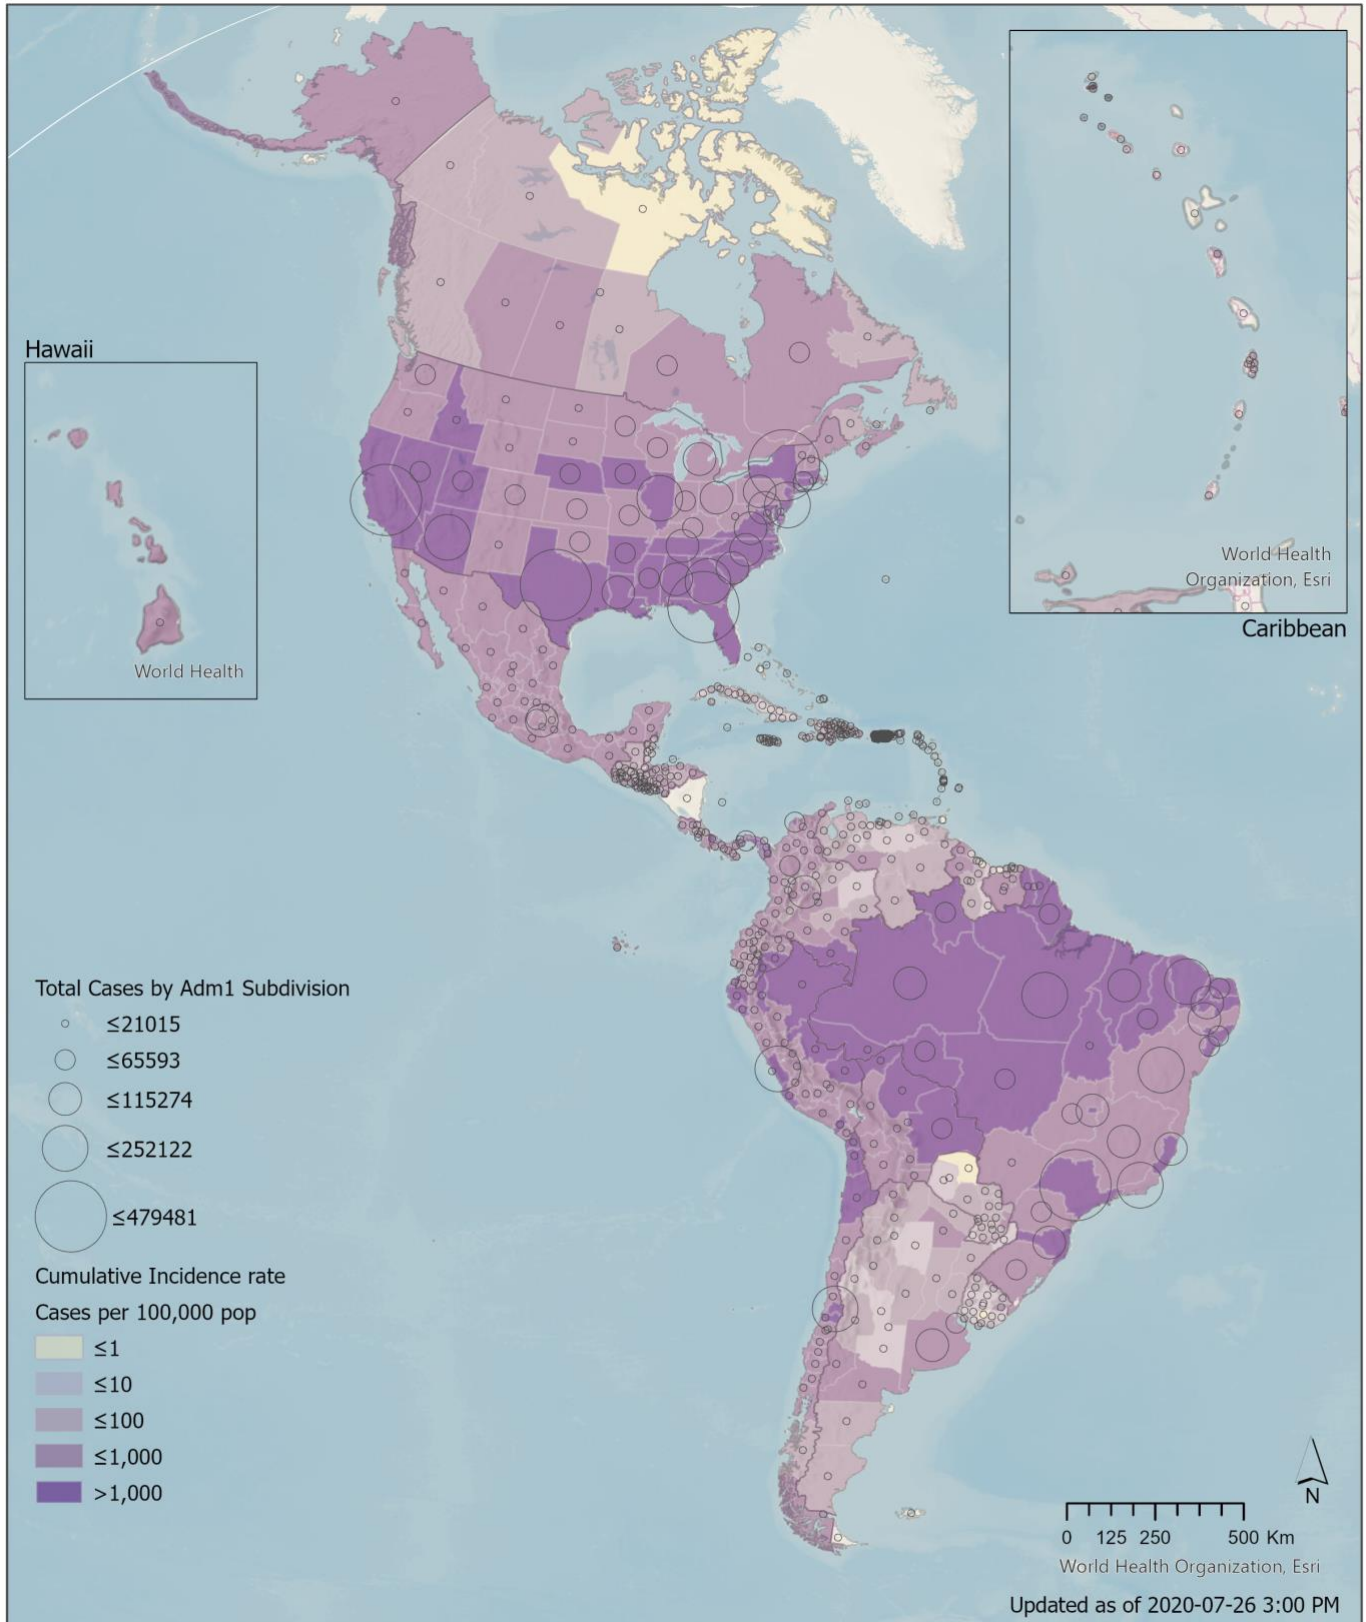 Hawaii
World Health
World Health
Organization, Esri
Caribbean
Total Cases by Adm1 Subdivision
≤21015
≤65593
≤115274
≤252122
≤479481
Cumulative Incidence rate
Cases per 100,000 pop
≤1
≤10
≤100
≤1,000
>1,000
N
0 125 250 500 Km
World Health Organization, Esri
Updated as of 2020-07-26 3:00 PM